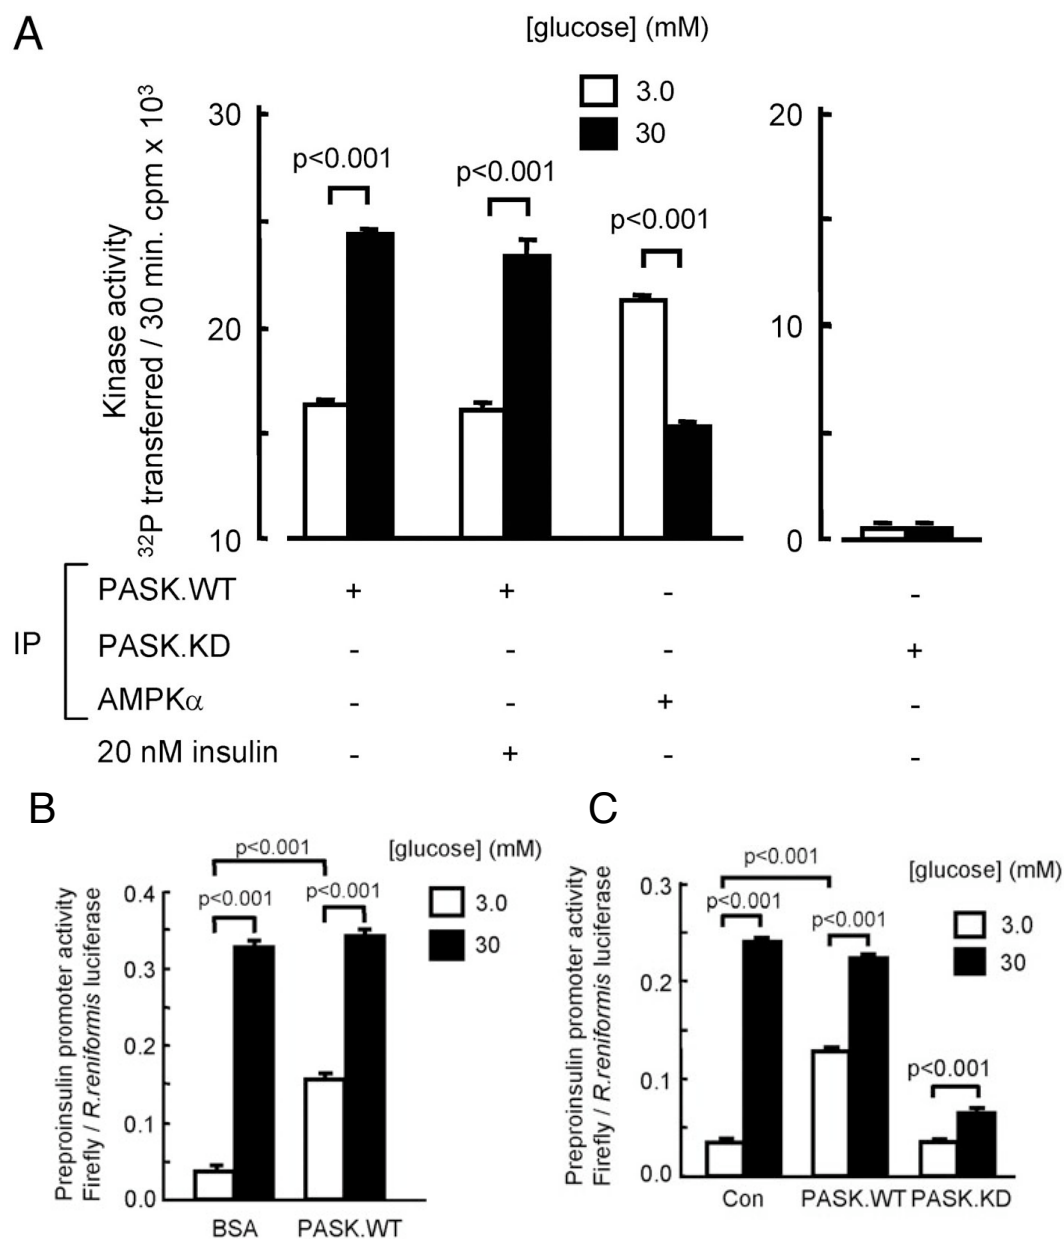 A
[glucose] (mM)
3.0
30
Kinase activity
³²P transferred / 30 min. cpm x 10³
30
20
10
p<0.001
p<0.001
p<0.001
20
10
0
IP
PASK.WT + + - -
PASK.KD - - - +
AMPKα - - + -
20 nM insulin - + - -
B
[glucose] (mM)
3.0
30
Preproinsulin promoter activity
Firefly / R.reniformis luciferase
0.4
0.3
0.2
0.1
0.0
p<0.001
p<0.001
p<0.001
BSA PASK.WT
C
[glucose] (mM)
3.0
30
Preproinsulin promoter activity
Firefly / R.reniformis luciferase
0.3
0.2
0.1
0.0
p<0.001
p<0.001
p<0.001
p<0.001
Con PASK.WT PASK.KD